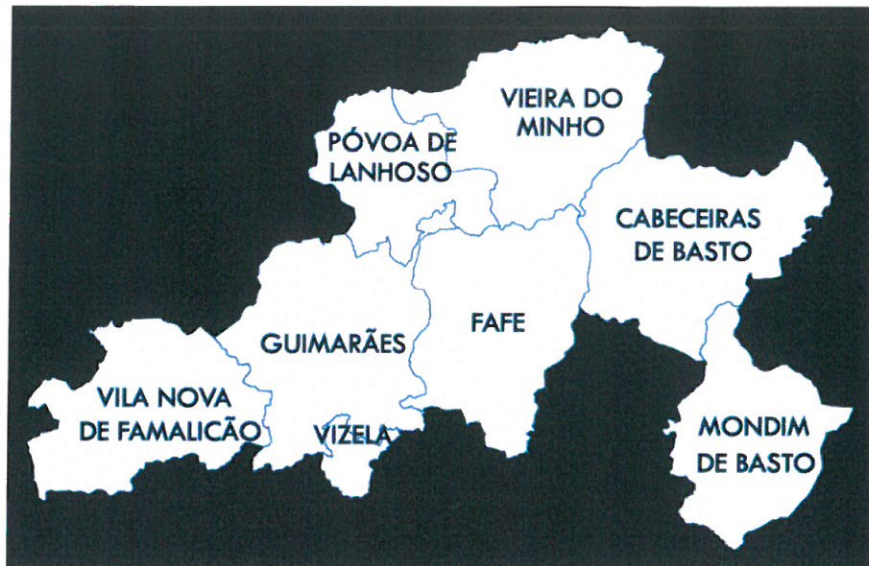 VIEIRA DO
MINHO
PÓVOA DE
LANHOSO
CABECEIRAS
DE BASTO
FAFE
GUIMARÃES
VILA NOVA
DE FAMALICÃO
VIZELA
MONDIM
DE BASTO